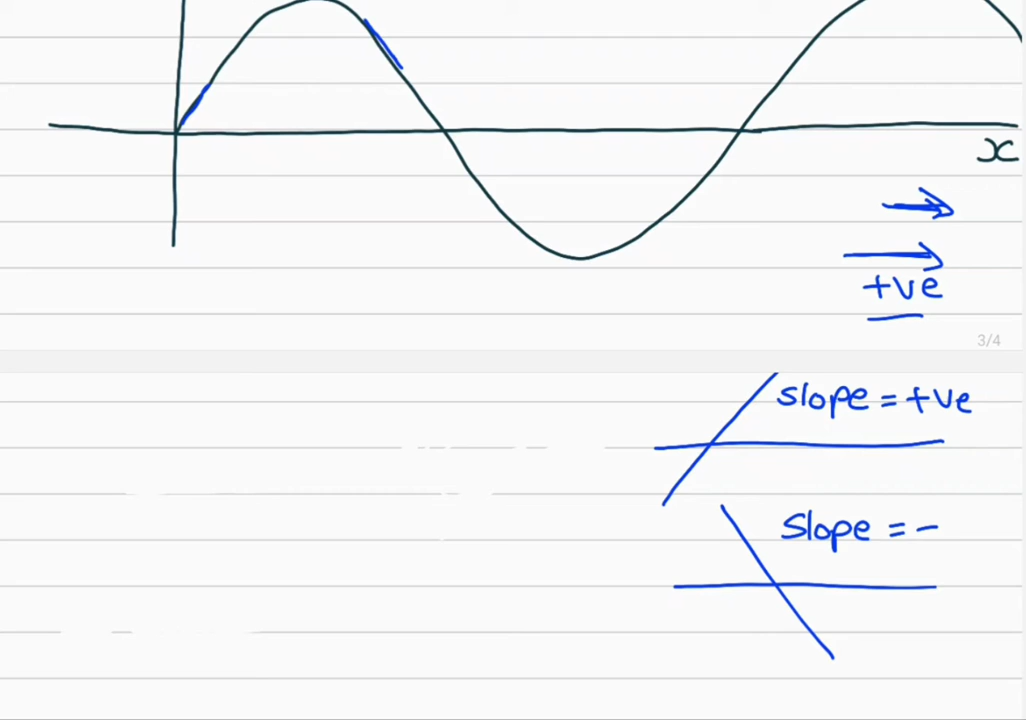 x
+ve
3/4
slope = +ve
Slope = -